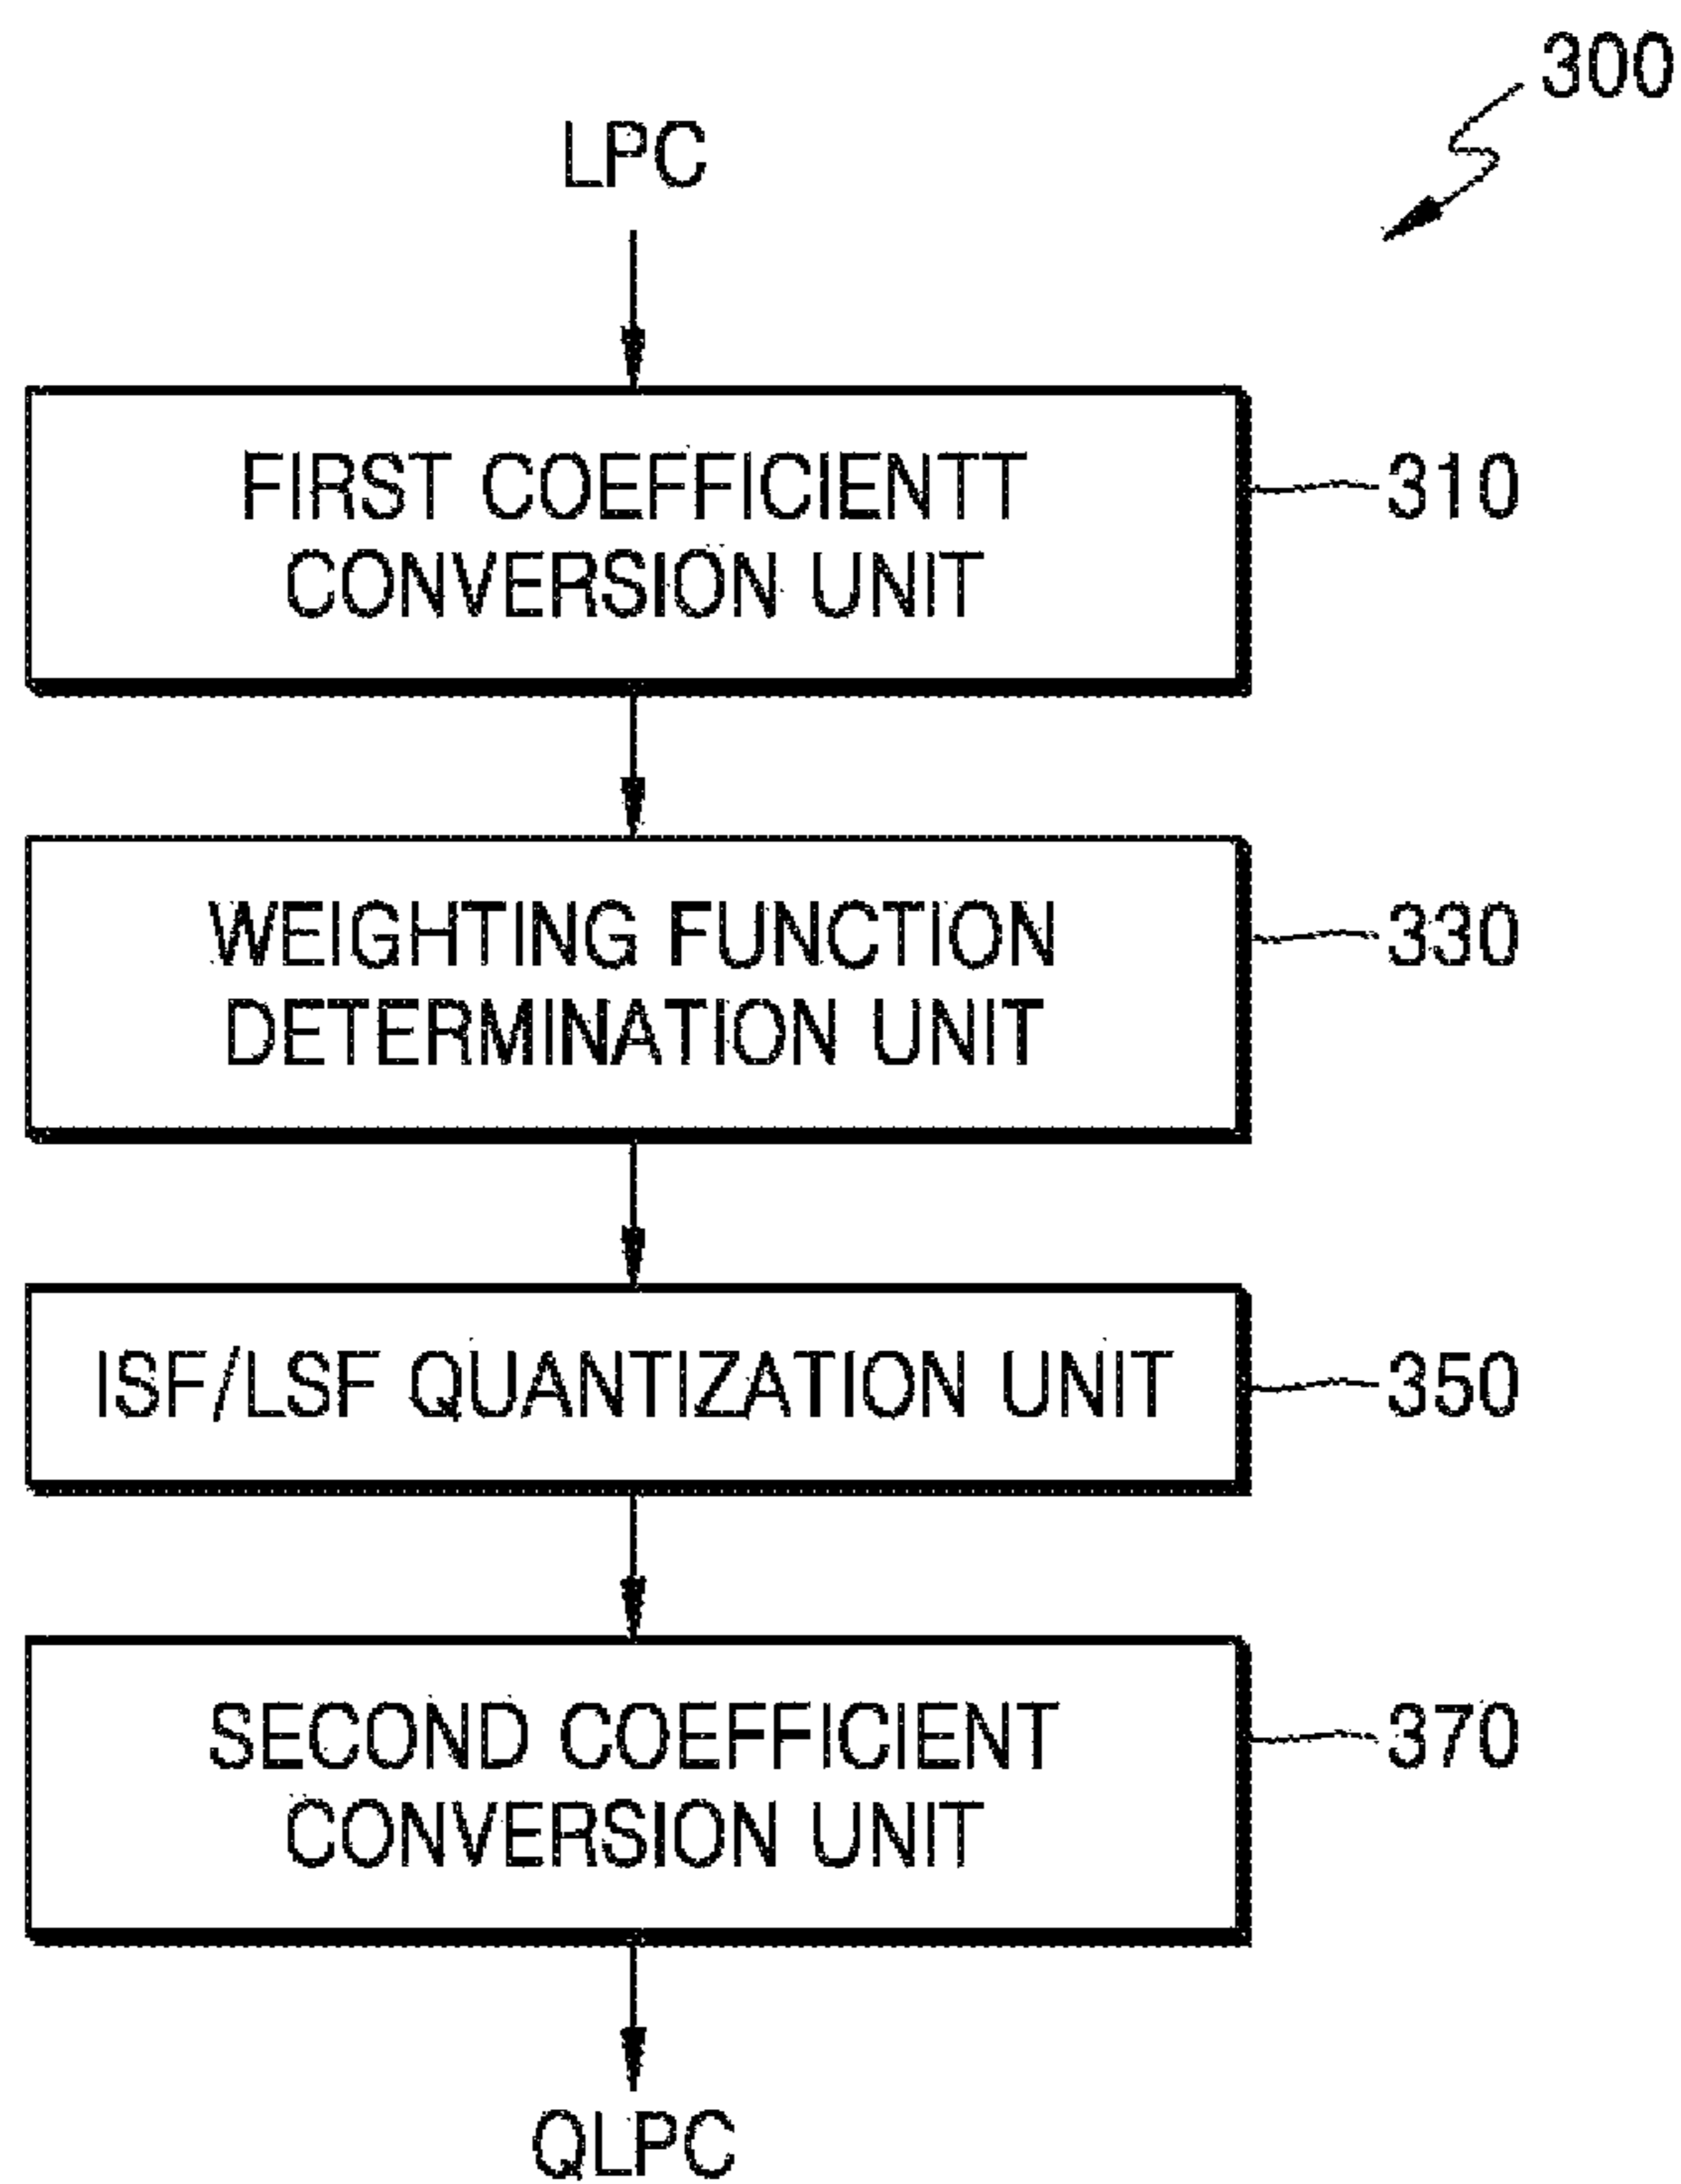 300
LPC
FIRST COEFFICIENTT
CONVERSION UNIT
310
WEIGHTING FUNCTION
DETERMINATION UNIT
330
ISF/LSF QUANTIZATION UNIT
350
SECOND COEFFICIENT
CONVERSION UNIT
370
QLPC